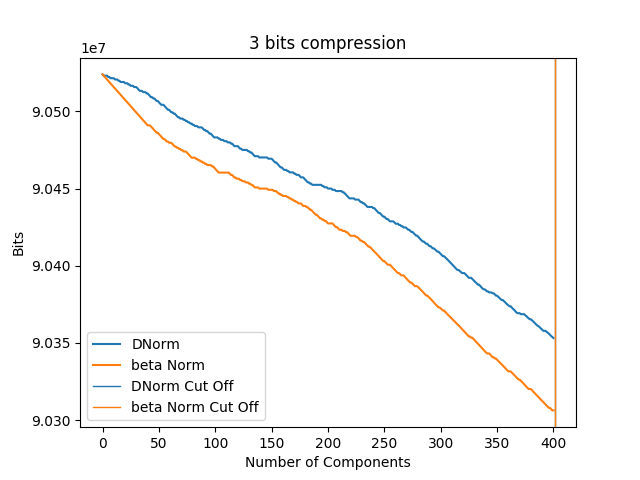 3 bits compression
1e7
9.050
9.045
9.040
9.035
9.030
Bits
DNorm
beta Norm
DNorm Cut Off
beta Norm Cut Off
0 50 100 150 200 250 300 350 400
Number of Components